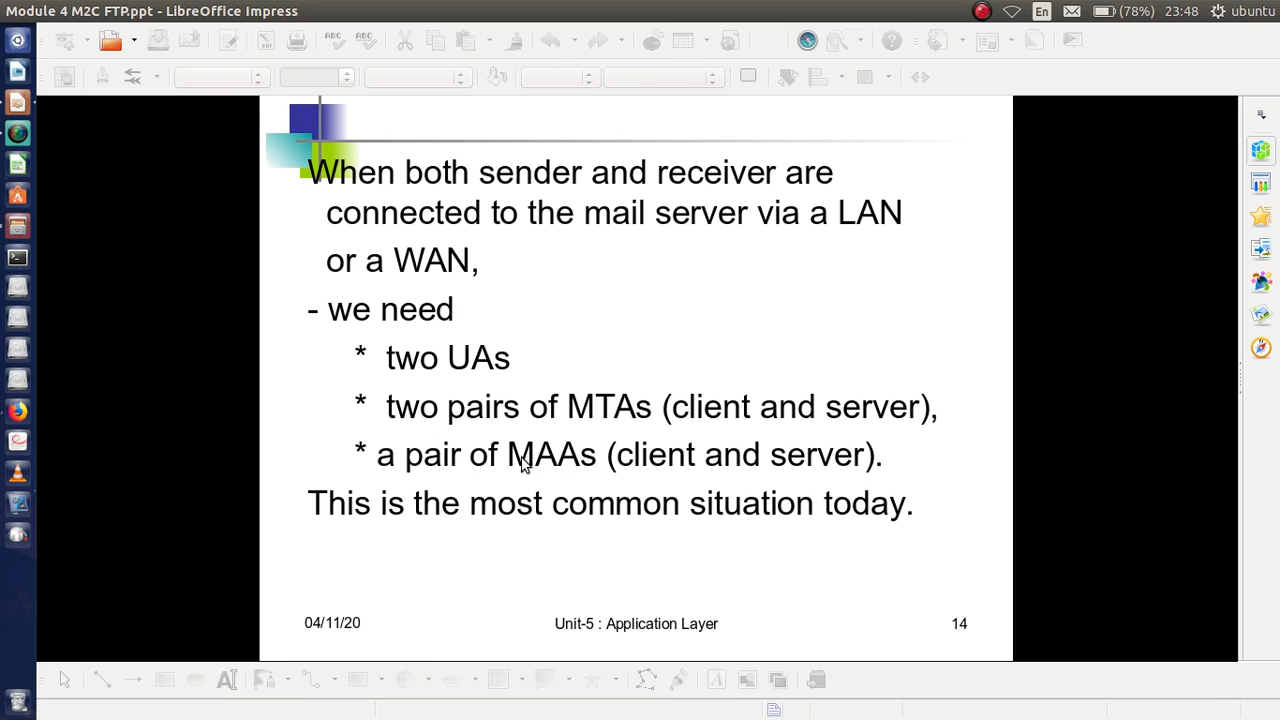 Module 4 M2C FTP.ppt - LibreOffice Impress
En (78%) 23:48 ubuntu
ABC ABC
When both sender and receiver are
connected to the mail server via a LAN
or a WAN,
- we need
* two UAs
* two pairs of MTAs (client and server),
* a pair of MAAs (client and server).
This is the most common situation today.
04/11/20 Unit-5 : Application Layer 14